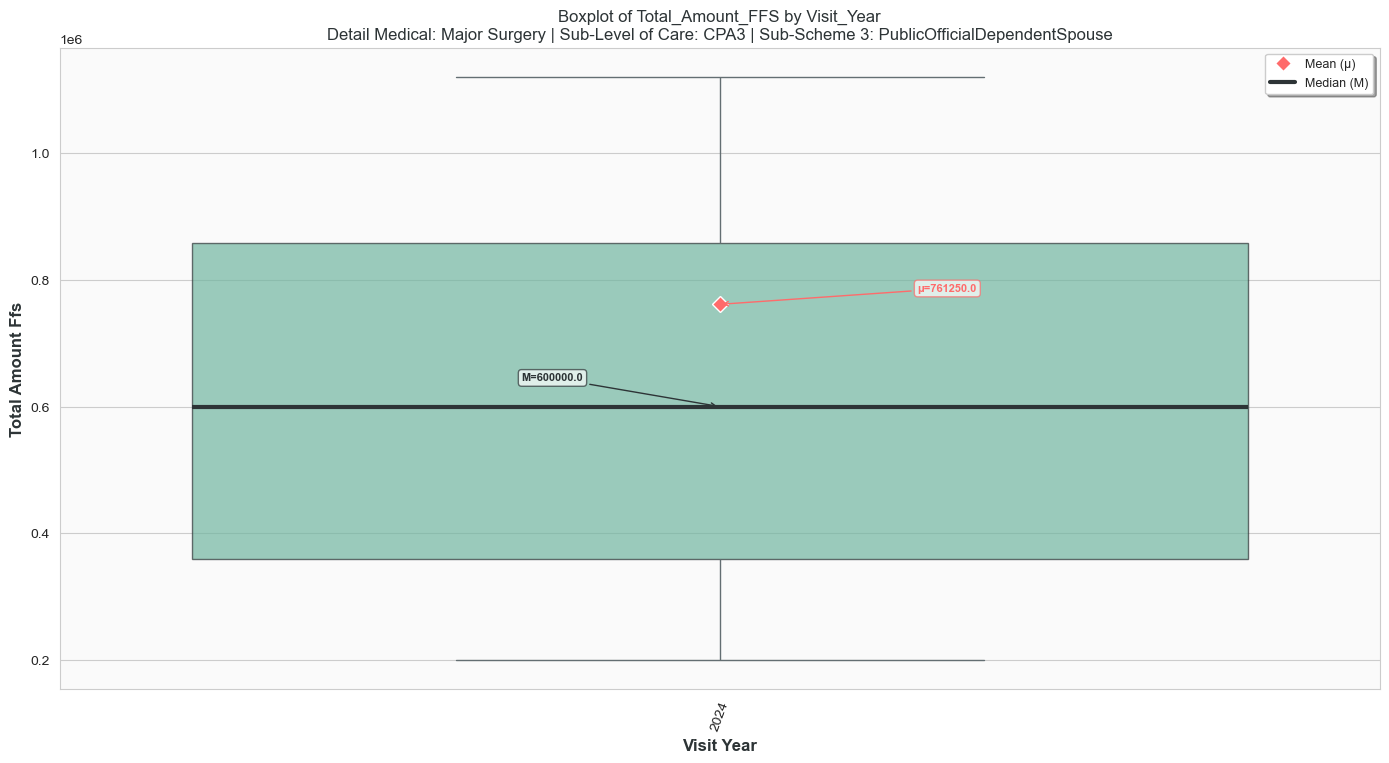 Boxplot of Total_Amount_FFS by Visit_Year
Detail Medical: Major Surgery | Sub-Level of Care: CPA3 | Sub-Scheme 3: PublicOfficialDependentSpouse
1e6
Mean (μ)
Median (M)
1.0
0.8
μ=761250.0
M=600000.0
0.6
Total Amount Ffs
0.4
0.2
2024
Visit Year